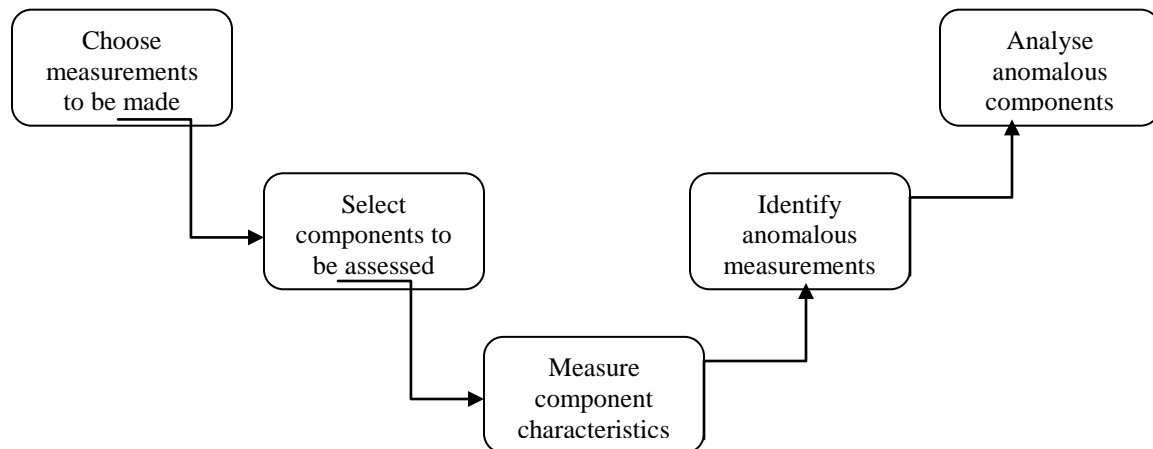 Choose
measurements
to be made
Select
components to
be assessed
Measure
component
characteristics
Identify
anomalous
measurements
Analyse
anomalous
components